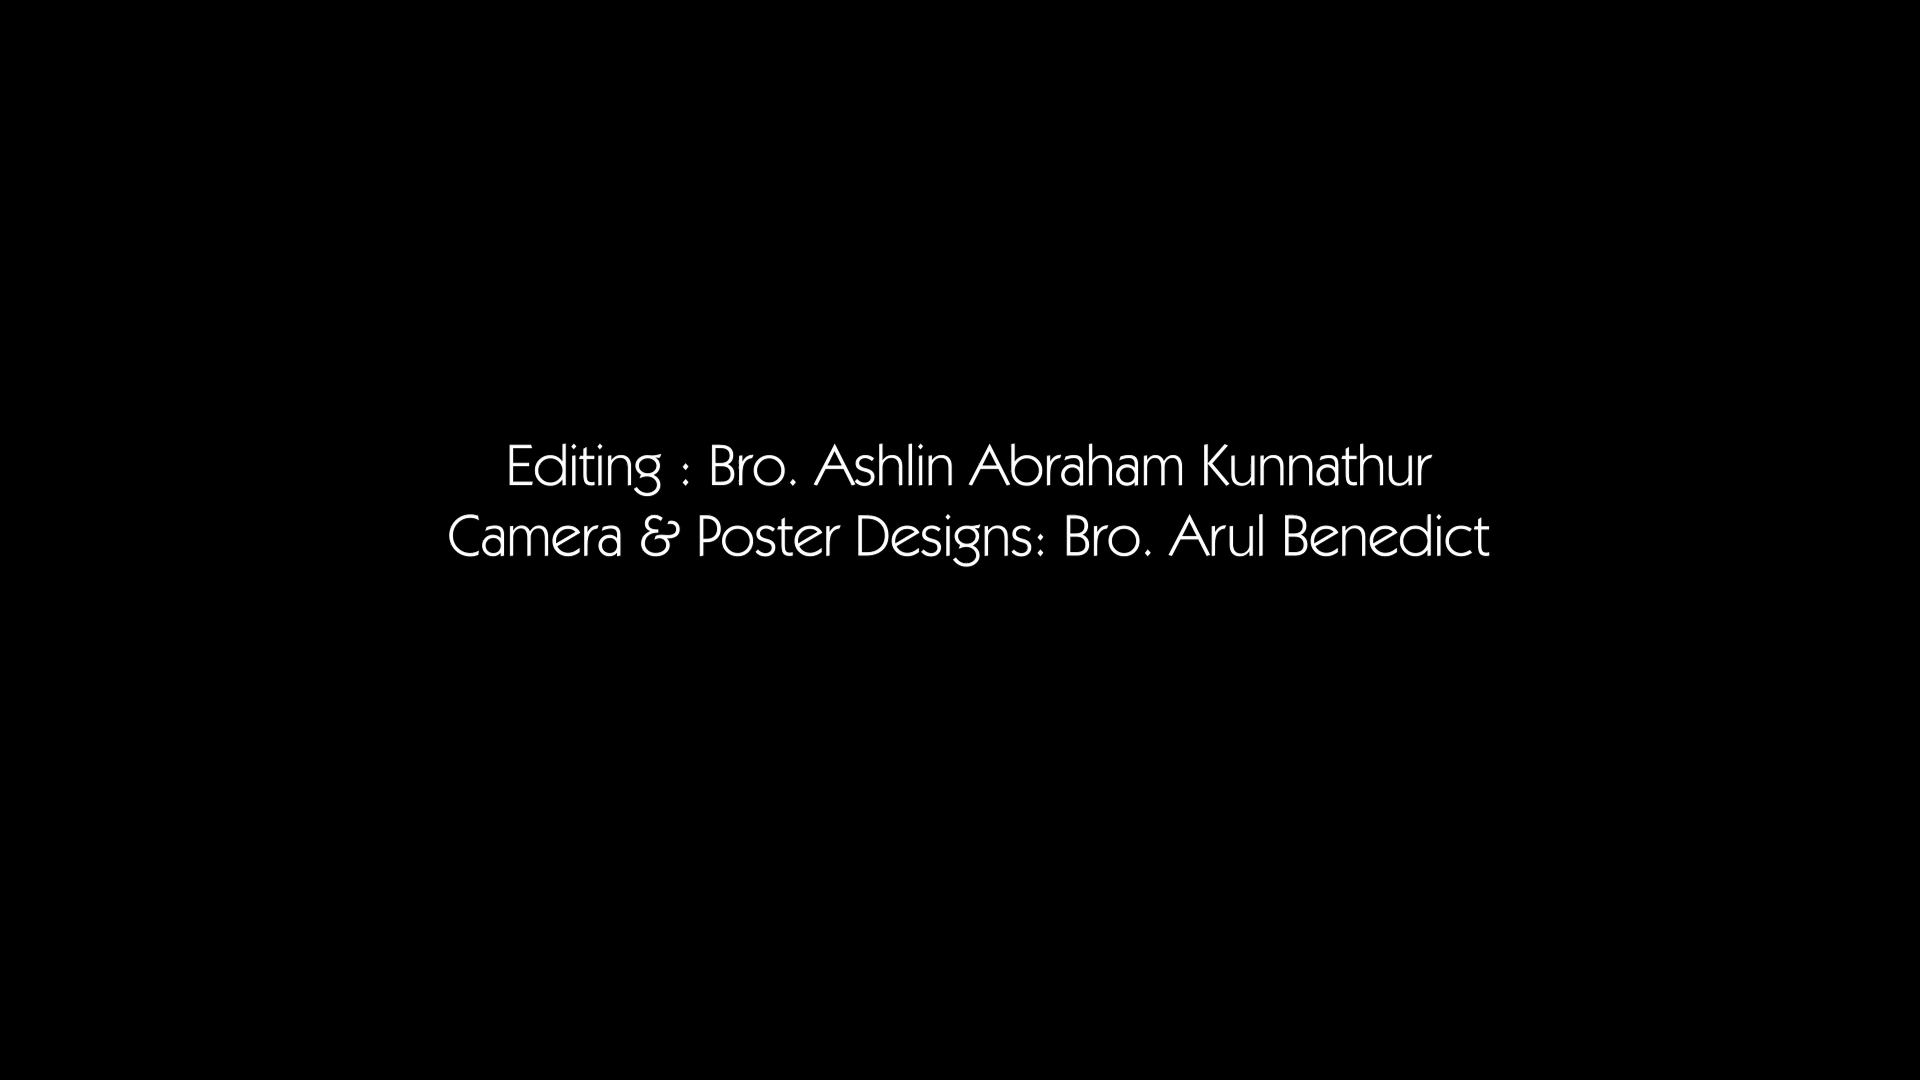 Editing : Bro. Ashlin Abraham Kunnathur
Camera & Poster Designs: Bro. Arul Benedict